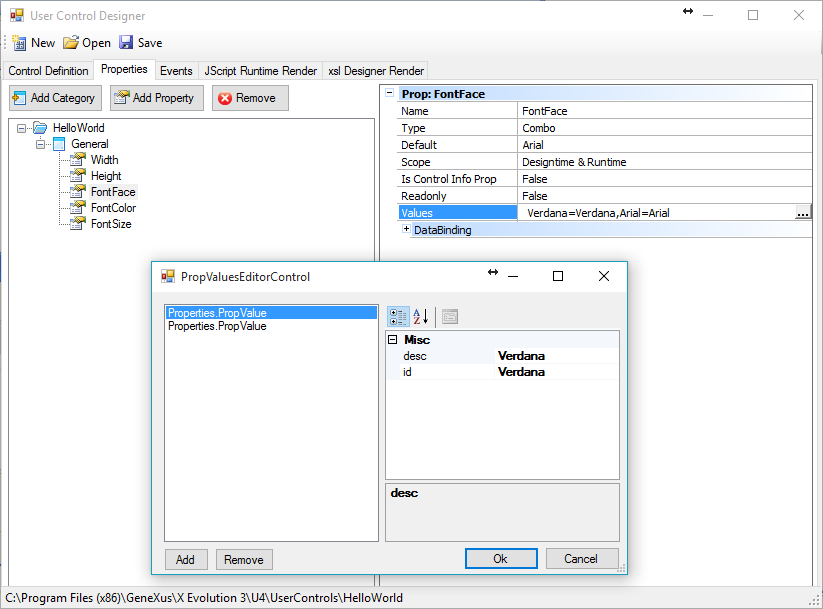 User Control Designer
New Open Save
Control Definition Properties Events JScript Runtime Render xsl Designer Render
Add Category Add Property Remove
HelloWorld
General
Width
Height
FontFace
FontColor
FontSize
Prop: FontFace
Name FontFace
Type Combo
Default Arial
Scope Designtime & Runtime
Is Control Info Prop False
Readonly False
Values Verdana=Verdana,Arial=Arial ...
DataBinding
PropValuesEditorControl
Properties.PropValue
Properties.PropValue
Misc
desc Verdana
id Verdana
desc
Add Remove Ok Cancel
C:\Program Files (x86)\GeneXus\X Evolution 3\U4\UserControls\HelloWorld